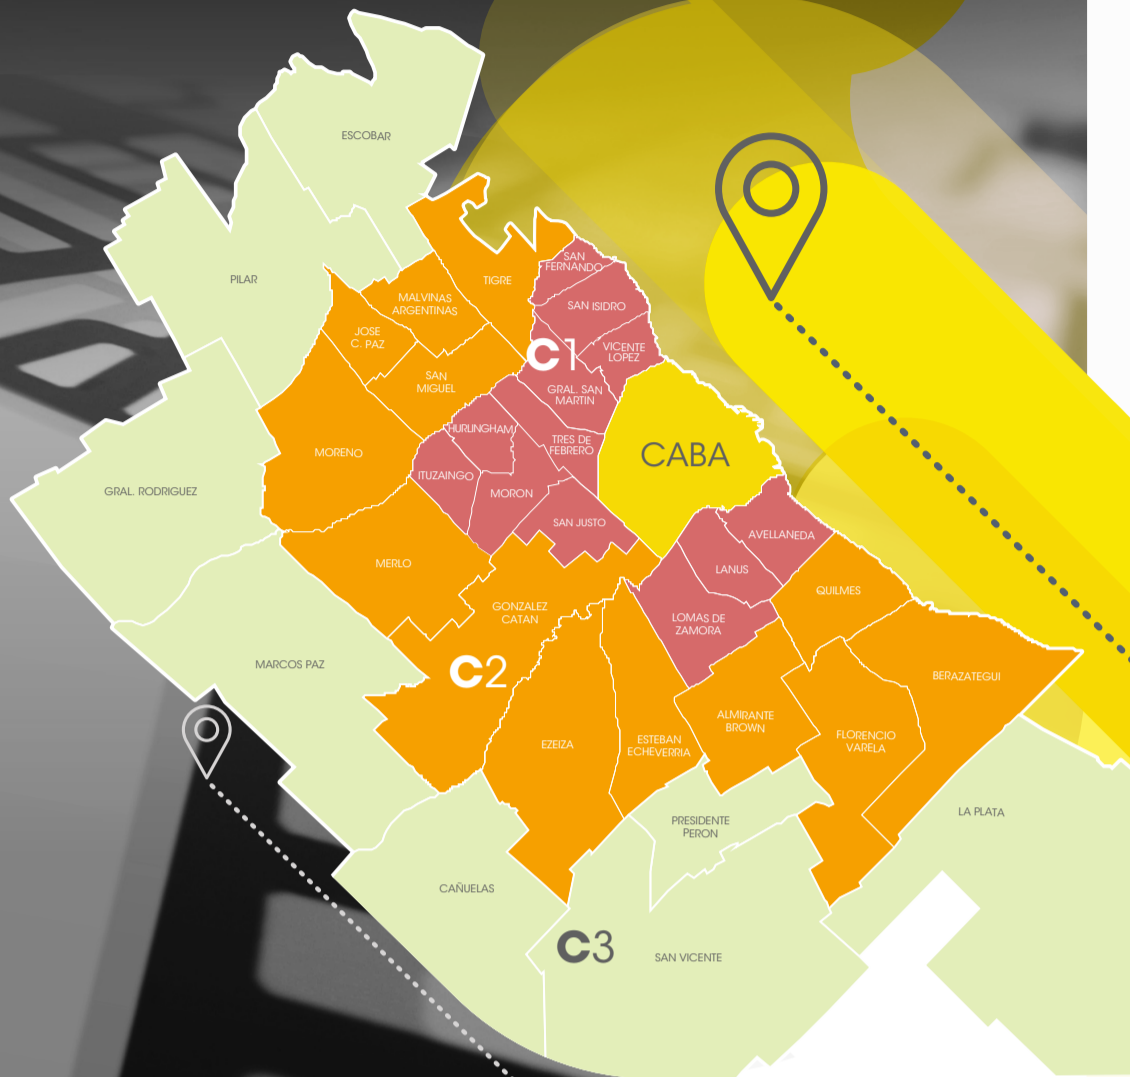 ESCOBAR
PILAR
TIGRE
MALVINAS
ARGENTINAS
SAN
FERNANDO
SAN ISIDRO
JOSE
C. PAZ
VICENTE
LOPEZ
C1
SAN
MIGUEL
GRAL. SAN
MARTIN
HURLINGHAM
TRES DE
FEBRERO
MORENO
CABA
ITUZAINGO
GRAL. RODRIGUEZ
MORON
SAN JUSTO
AVELLANEDA
MERLO
LANUS
QUILMES
GONZALEZ
CATAN
LOMAS DE
ZAMORA
MARCOS PAZ
C2
BERAZATEGUI
ALMIRANTE
BROWN
EZEIZA
ESTEBAN
ECHEVERRIA
FLORENCIO
VARELA
LA PLATA
PRESIDENTE
PERON
CAÑUELAS
C3
SAN VICENTE